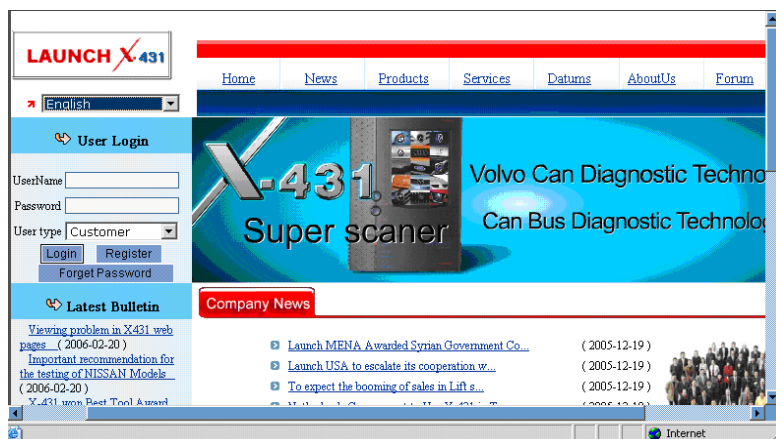 LAUNCH X-431
Home News Products Services Datums AboutUs Forum
English
User Login
UserName
Password
User type Customer
Login Register
Forget Password
X-431
Super scaner
Volvo Can Diagnostic Techno
Can Bus Diagnostic Technolog
Latest Bulletin
Viewing problem in X431 web
pages ( 2006-02-20 )
Important recommendation for
the testing of NISSAN Models
( 2006-02-20 )
X-431 won Best Tool Award
Company News
Launch MENA Awarded Syrian Government Co... ( 2005-12-19 )
Launch USA to escalate its cooperation w... ( 2005-12-19 )
To expect the booming of sales in Lift s... ( 2005-12-19 )
Internet